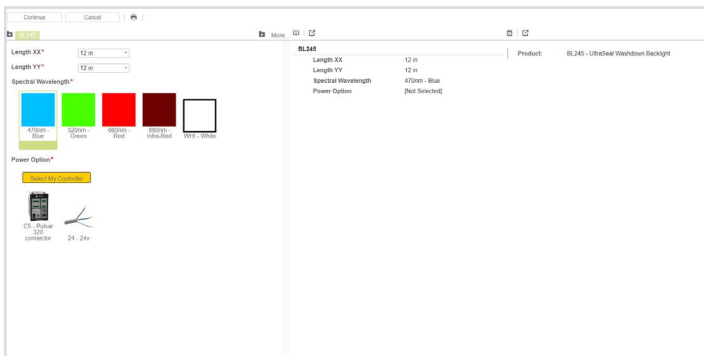 Continue Cancel
BL245 More
Length XX* 12 in
Length YY* 12 in
Spectral Wavelength*
470nm - Blue
520nm - Green
660nm - Red
880nm - Infra-Red
WHI - White
Power Option*
Select My Controller
C5 - Pulsar 320 connector
24 - 24v
BL245
Length XX 12 in
Length YY 12 in
Spectral Wavelength 470nm - Blue
Power Option [Not Selected]
Product: BL245 - UltraSeal Washdown Backlight